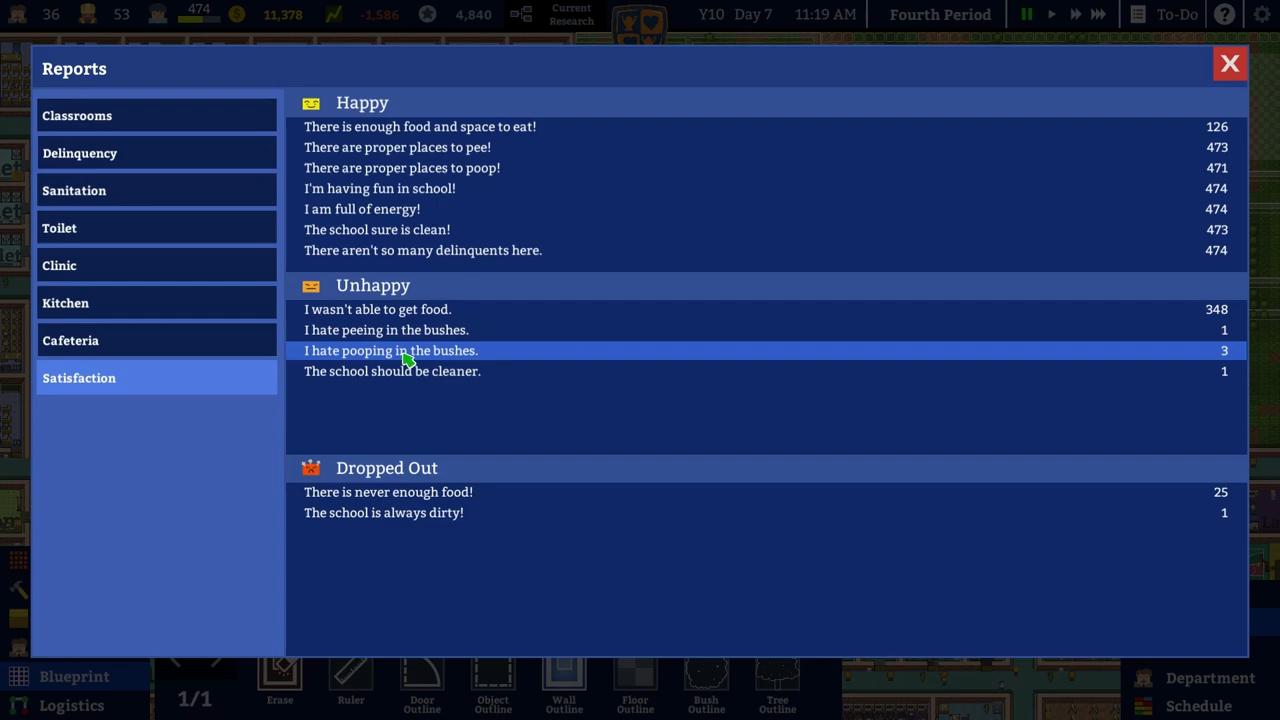 36 53 474 11,378 -1,586 4,840 Current Research Y10 Day 7 11:19 AM Fourth Period To-Do ?
Reports X
Classrooms
Delinquency
Sanitation
Toilet
Clinic
Kitchen
Cafeteria
Satisfaction
Happy
There is enough food and space to eat! 126
There are proper places to pee! 473
There are proper places to poop! 471
I'm having fun in school! 474
I am full of energy! 474
The school sure is clean! 473
There aren't so many delinquents here. 474
Unhappy
I wasn't able to get food. 348
I hate peeing in the bushes. 1
I hate pooping in the bushes. 3
The school should be cleaner. 1
Dropped Out
There is never enough food! 25
The school is always dirty! 1
Blueprint
Logistics
1/1
Erase
Ruler
Door Outline
Object Outline
Wall Outline
Floor Outline
Bush Outline
Tree Outline
Department
Schedule